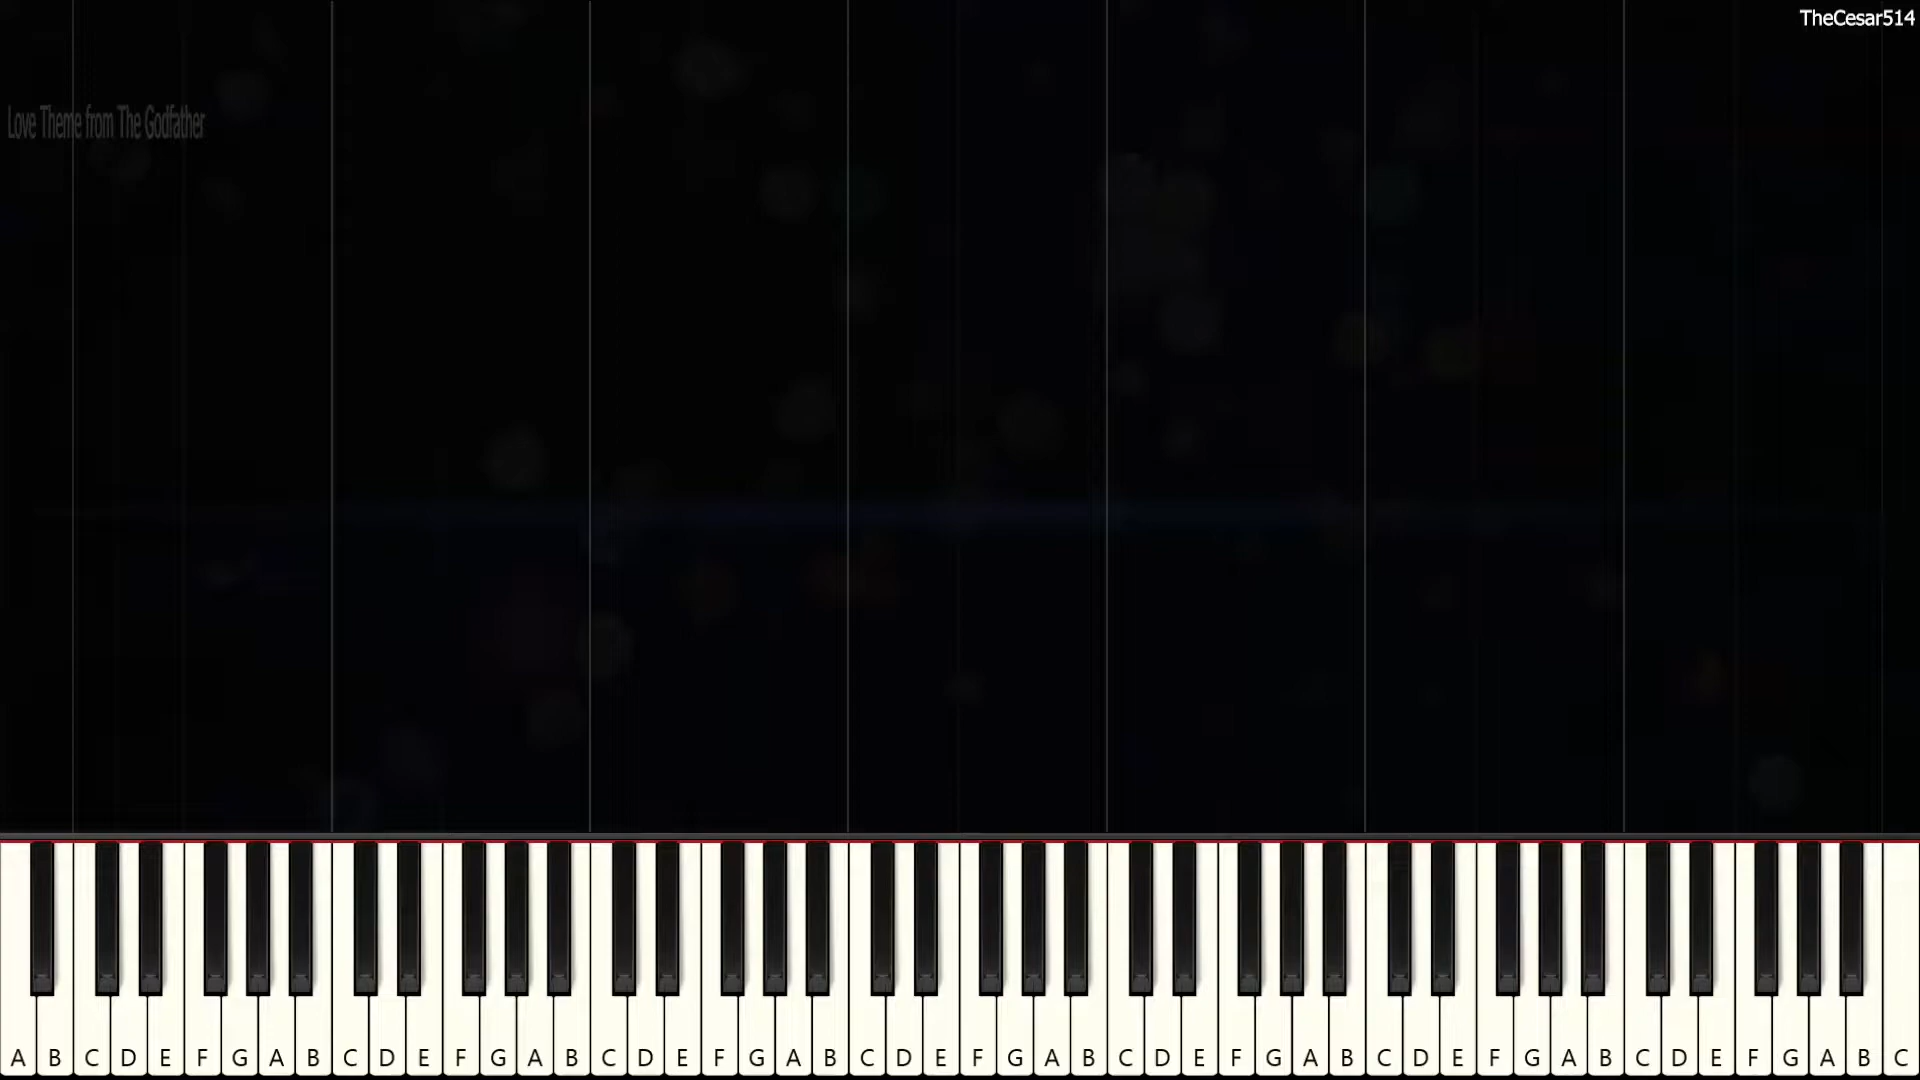 TheCesar514
Love Theme from The Godfather
A B C D E F G A B C D E F G A B C D E F G A B C D E F G A B C D E F G A B C D E F G A B C D E F G A B C